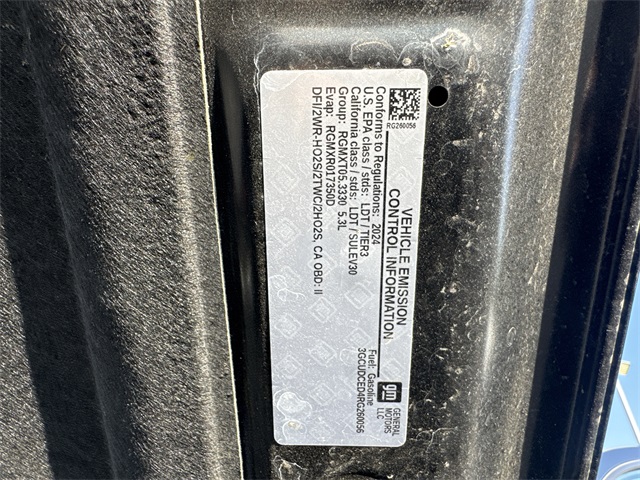 RG260056
VEHICLE EMISSION
CONTROL INFORMATION
gm
GENERAL
MOTORS
LLC
Conforms to Regulations: 2024
U.S. EPA class / stds: LDT / TIER3
California class / stds: LDT / SULEV30
Group: RGMXT05.3330 5.3L
Evap: RGMXR017350D
DFI/2WR-HO2S/2TWC/2HO2S, CA OBD: II
Fuel: Gasoline
3GCUDCED4RG260056